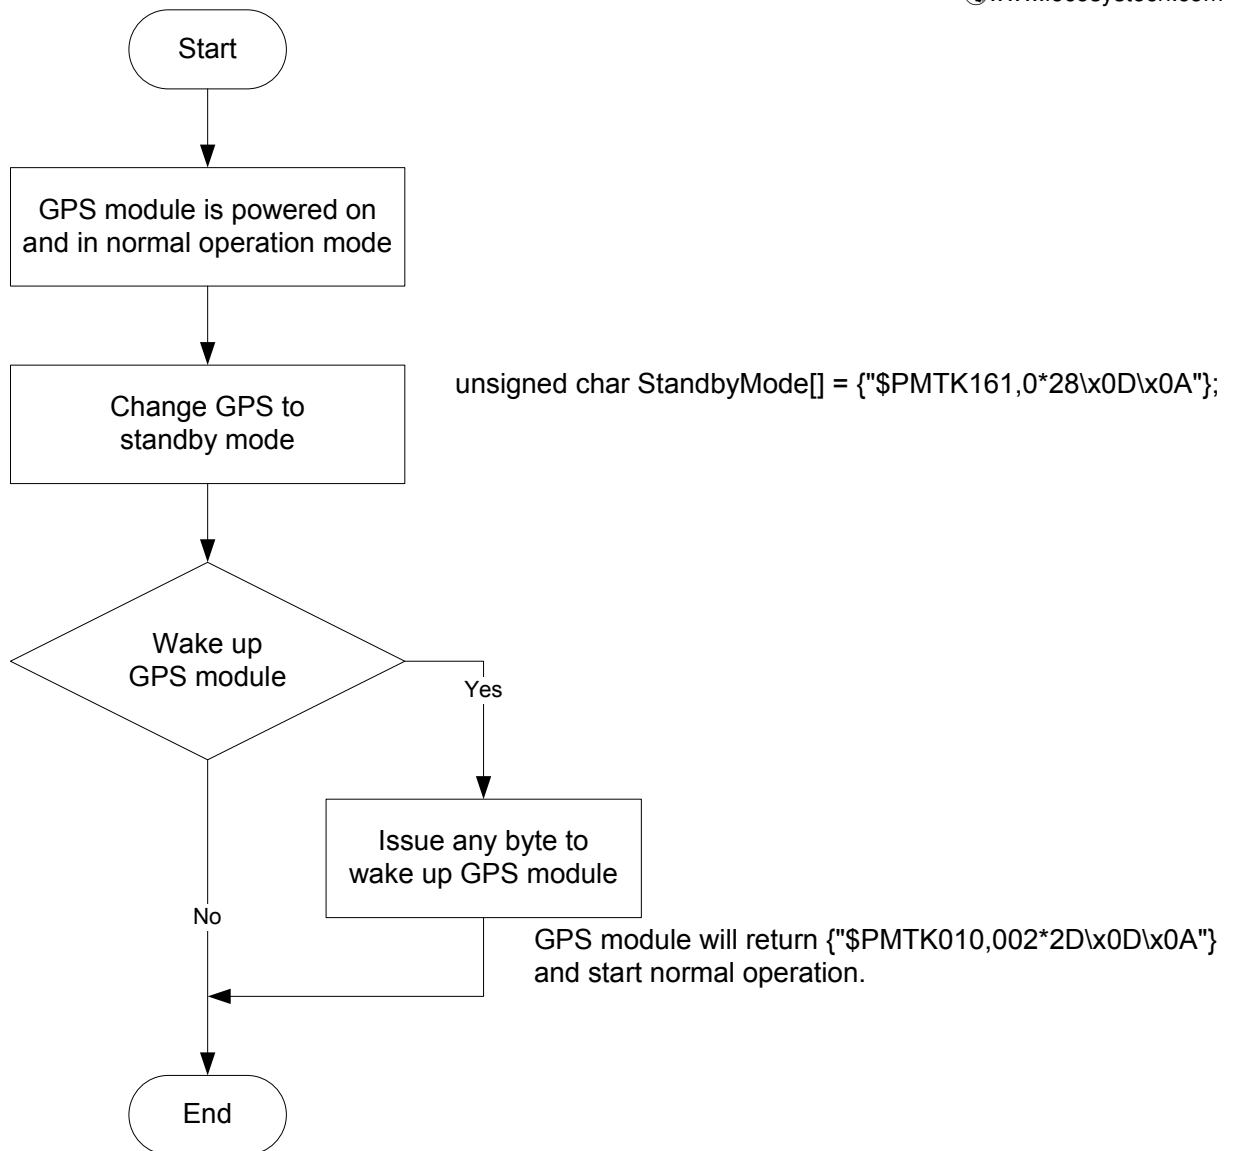 Start
GPS module is powered on
and in normal operation mode
Change GPS to
standby mode
unsigned char StandbyMode[] = {"$PMTK161,0*28\x0D\x0A"};
Wake up
GPS module
Yes
Issue any byte to
wake up GPS module
No
GPS module will return {"$PMTK010,002*2D\x0D\x0A"}
and start normal operation.
End